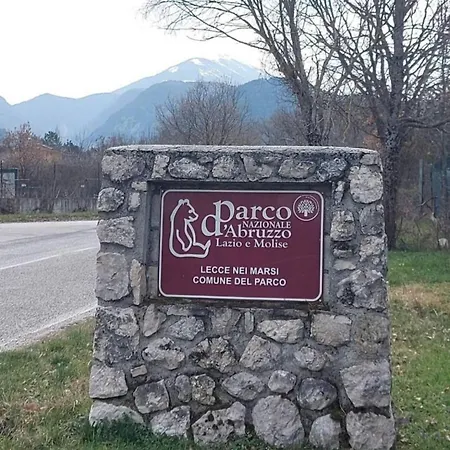 Parco
NAZIONALE
d'Abruzzo
Lazio e Molise
LECCE NEI MARSI
COMUNE DEL PARCO